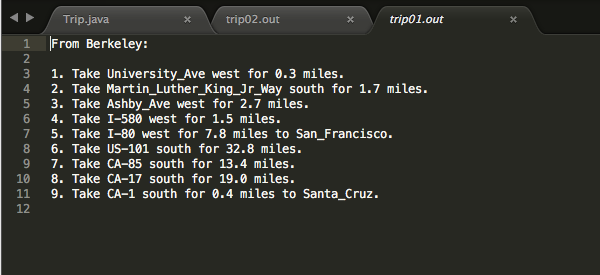 Trip.java × trip02.out × trip01.out ×
1 From Berkeley:
2
3 1. Take University_Ave west for 0.3 miles.
4 2. Take Martin_Luther_King_Jr_Way south for 1.7 miles.
5 3. Take Ashby_Ave west for 2.7 miles.
6 4. Take I-580 west for 1.5 miles.
7 5. Take I-80 west for 7.8 miles to San_Francisco.
8 6. Take US-101 south for 32.8 miles.
9 7. Take CA-85 south for 13.4 miles.
10 8. Take CA-17 south for 19.0 miles.
11 9. Take CA-1 south for 0.4 miles to Santa_Cruz.
12